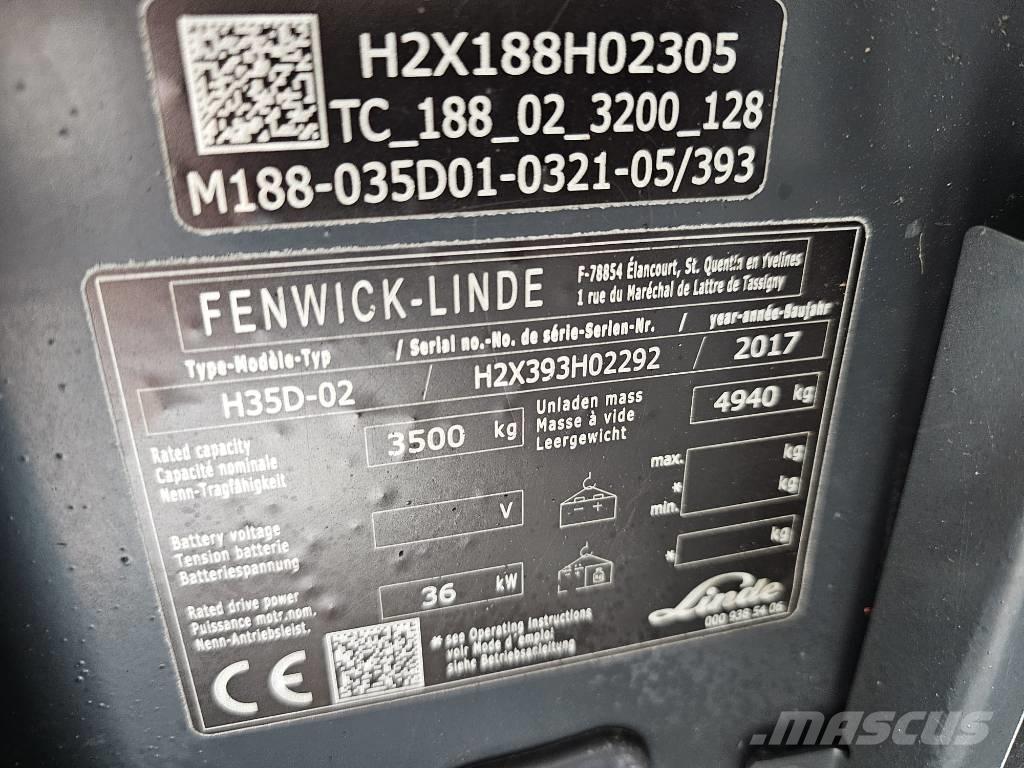 H2X188H02305
TC_188_02_3200_128
M188-035D01-0321-05/393
FENWICK-LINDE
F-78854 Élancourt, St. Quentin en Yvelines
1 rue du Maréchal de Lattre de Tassigny
Type-Modèle-Typ / Serial no.-No. de série-Serien-Nr. / year-année-Baujahr
H35D-02 / H2X393H02292 / 2017
Rated capacity
Capacité nominale
Nenn-Tragfähigkeit
3500 kg
Unladen mass
Masse à vide
Leergewicht
4940 kg
Battery voltage
Tension batterie
Batteriespannung
V
- +
max. kg
* kg
min.
* kg
Rated drive power
Puissance motr.nom.
Nenn-Antriebsleist.
36 kW
* see Operating Instructions
voir Mode d'emploi
siehe Betriebsanleitung
Linde
000 938 54 06
CE
MASCUS